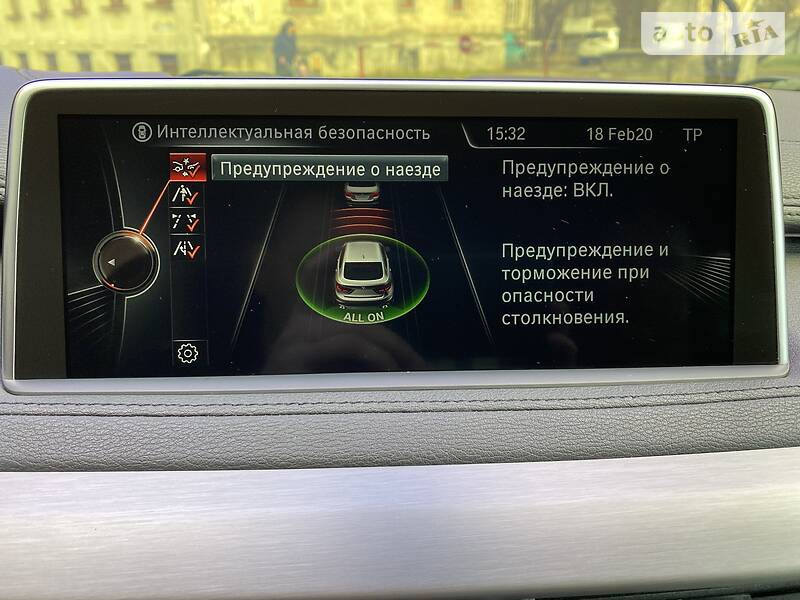 auto RIA
Интеллектуальная безопасность
15:32
18 Feb20
TP
Предупреждение о наезде
Предупреждение о
наезде: ВКЛ.
Предупреждение и
торможение при
опасности
столкновения.
ALL ON